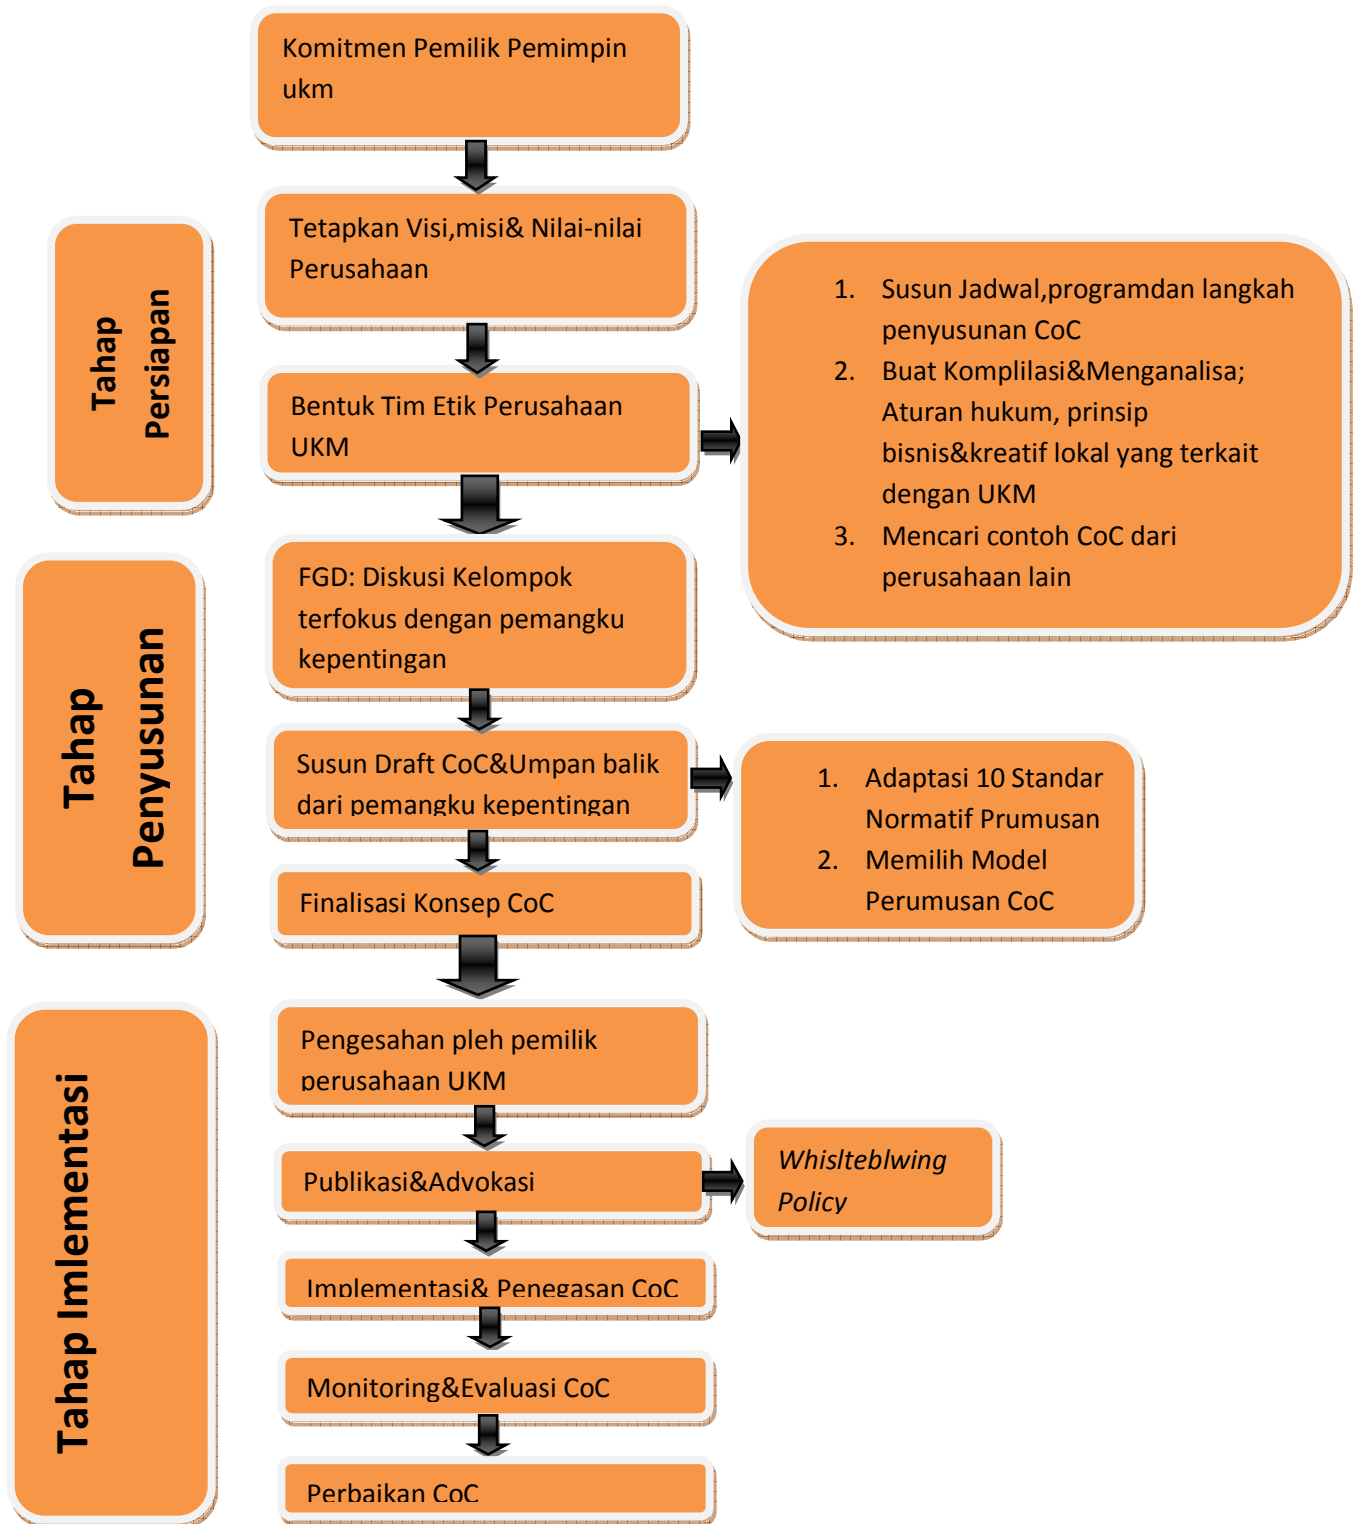 Komitmen Pemilik Pemimpin
ukm
Tahap
Persiapan
Tetapkan Visi,misi& Nilai-nilai
Perusahaan
Bentuk Tim Etik Perusahaan
UKM
1. Susun Jadwal,programdan langkah
penyusunan CoC
2. Buat Komplilasi&Menganalisa;
Aturan hukum, prinsip
bisnis&kreatif lokal yang terkait
dengan UKM
3. Mencari contoh CoC dari
perusahaan lain
Tahap
Penyusunan
FGD: Diskusi Kelompok
terfokus dengan pemangku
kepentingan
Susun Draft CoC&Umpan balik
dari pemangku kepentingan
1. Adaptasi 10 Standar
Normatif Prumusan
2. Memilih Model
Perumusan CoC
Finalisasi Konsep CoC
Tahap Imlementasi
Pengesahan pleh pemilik
perusahaan UKM
Publikasi&Advokasi
Whislteblwing
Policy
Implementasi& Penegasan CoC
Monitoring&Evaluasi CoC
Perbaikan CoC